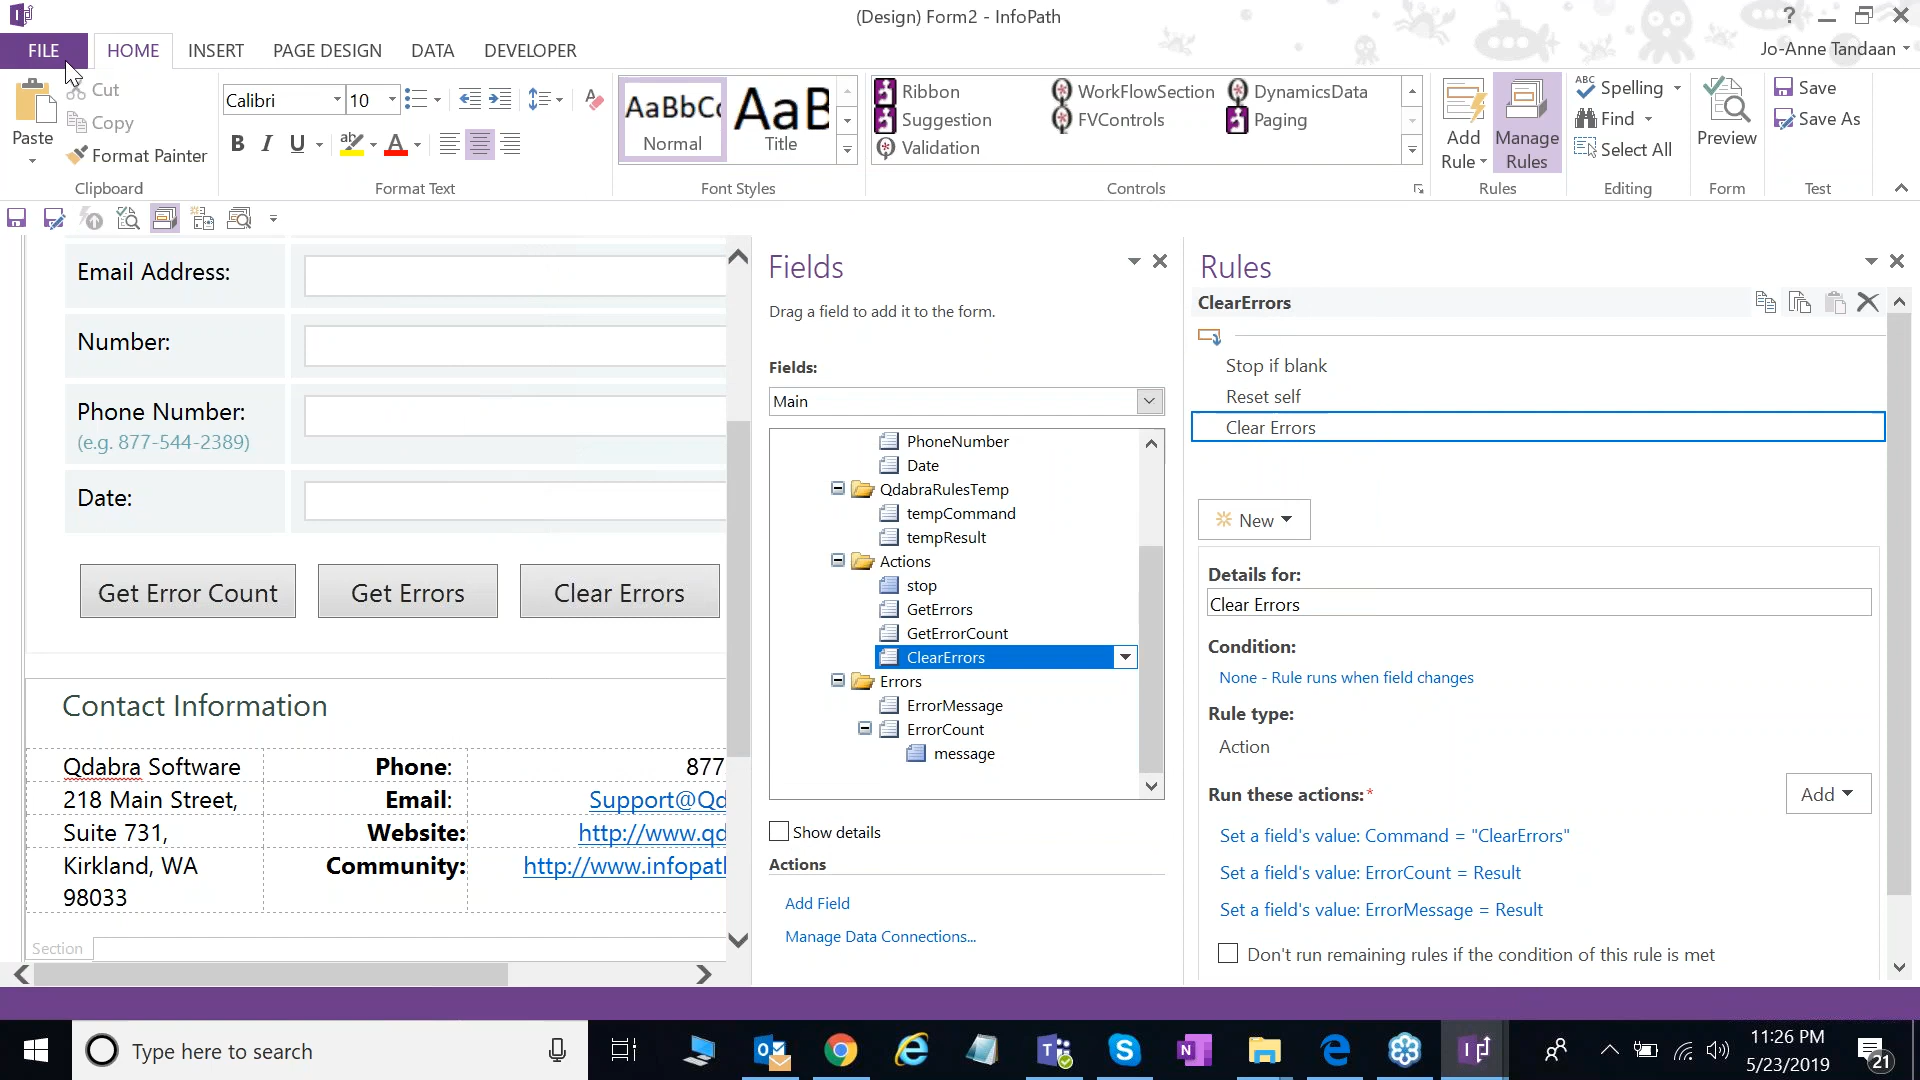 (Design) Form2 - InfoPath
?
FILE
HOME
INSERT
PAGE DESIGN
DATA
DEVELOPER
Jo-Anne Tandaan
Paste
Cut
Copy
Format Painter
Clipboard
Calibri
10
B I U
A
Format Text
AaBbCc
Normal
AaB
Title
Font Styles
Ribbon
WorkFlowSection
DynamicsData
Suggestion
FVControls
Paging
Validation
Controls
Add
Rule
Manage
Rules
Rules
ABC
Spelling
Find
Select All
Editing
Preview
Form
Save
Save As
Test
Email Address:
Number:
Phone Number:
(e.g. 877-544-2389)
Date:
Get Error Count
Get Errors
Clear Errors
Contact Information
Qdabra Software
Phone:
877
218 Main Street,
Email:
Support@Qd
Suite 731,
Website:
http://www.qd
Kirkland, WA
98033
Community:
http://www.infopath
Section
Fields
Drag a field to add it to the form.
Fields:
Main
PhoneNumber
Date
QdabraRulesTemp
tempCommand
tempResult
Actions
stop
GetErrors
GetErrorCount
ClearErrors
Errors
ErrorMessage
ErrorCount
message
Show details
Actions
Add Field
Manage Data Connections...
Rules
ClearErrors
Stop if blank
Reset self
Clear Errors
New
Details for:
Clear Errors
Condition:
None - Rule runs when field changes
Rule type:
Action
Run these actions:*
Add
Set a field's value: Command = "ClearErrors"
Set a field's value: ErrorCount = Result
Set a field's value: ErrorMessage = Result
Don't run remaining rules if the condition of this rule is met
Type here to search
11:26 PM
5/23/2019
21